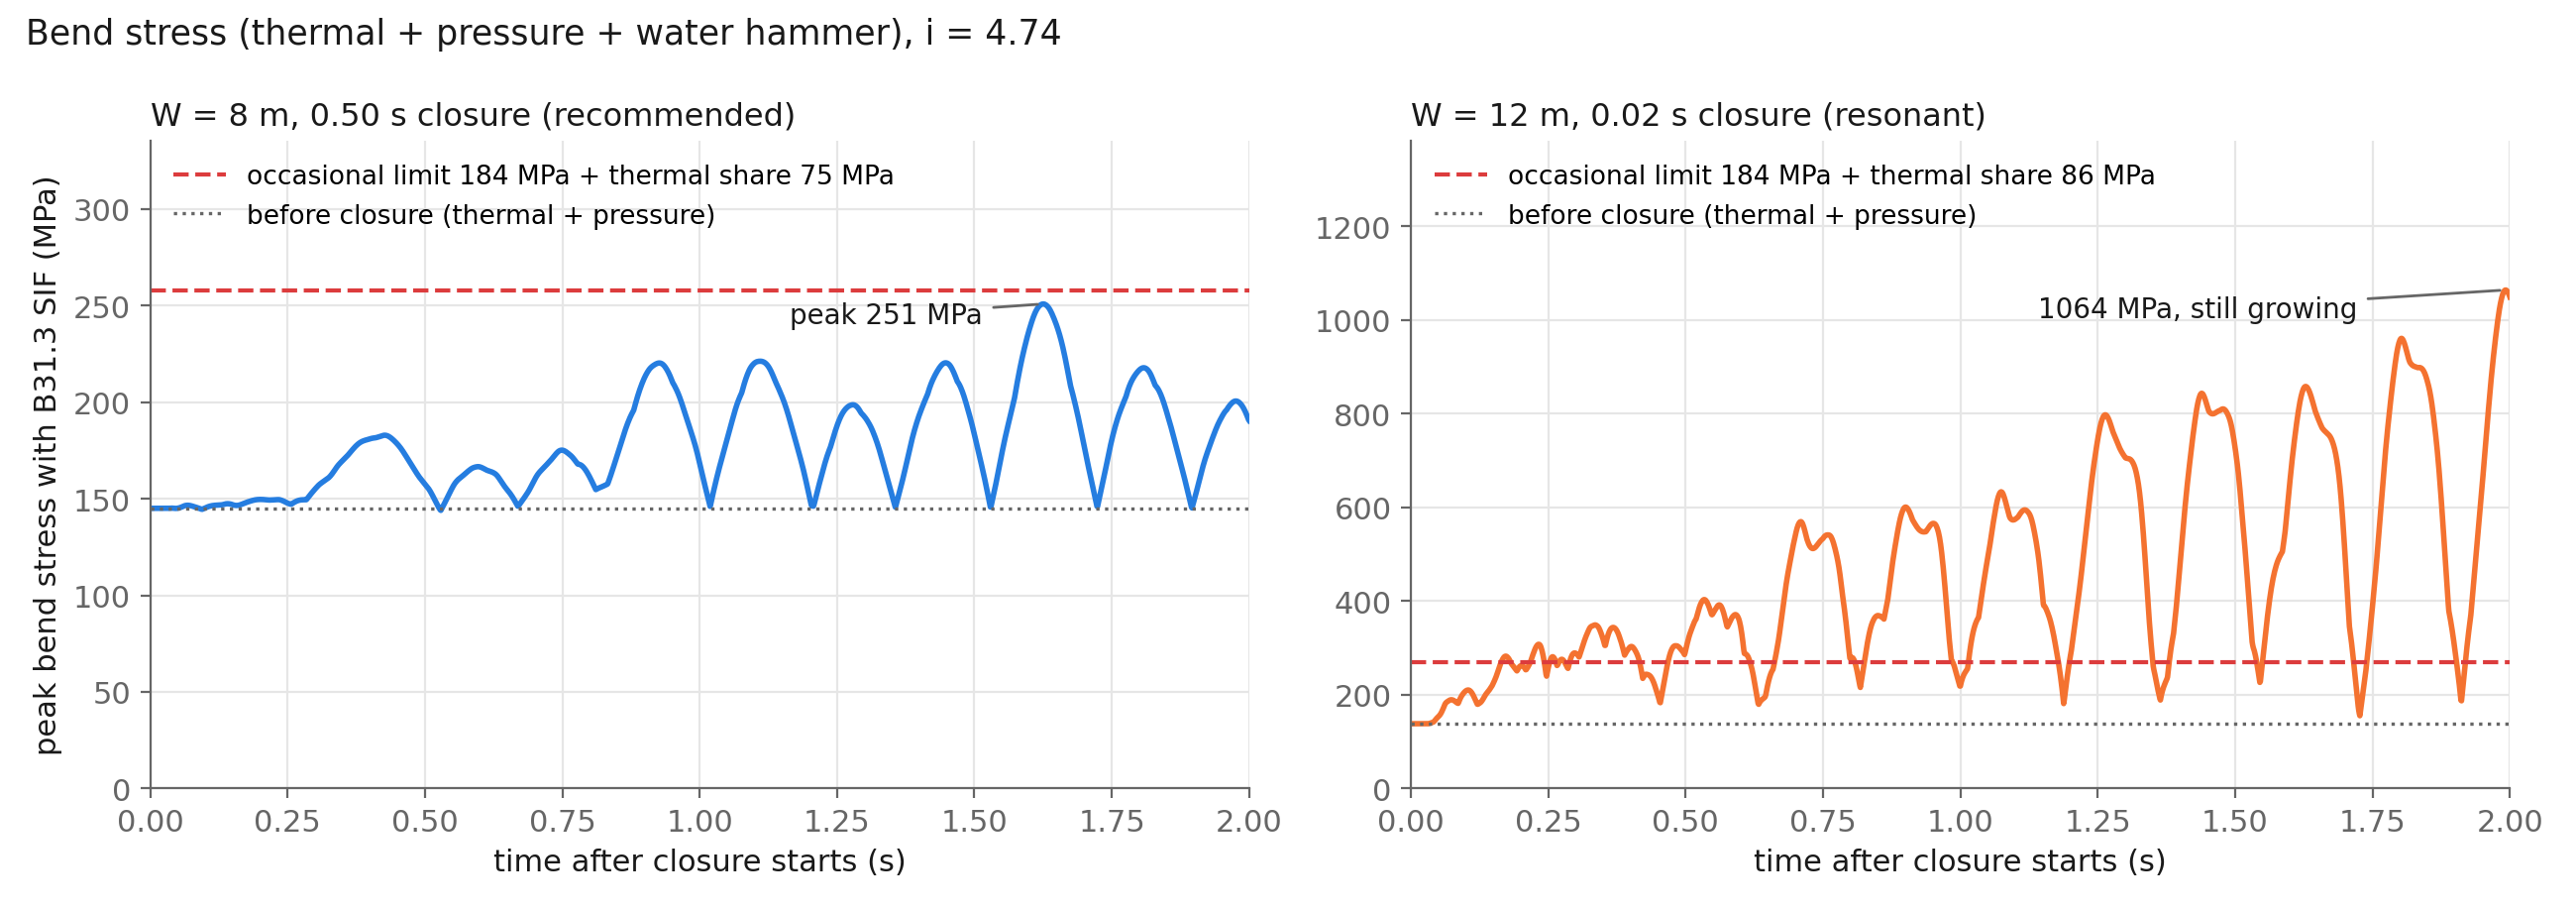 Bend stress (thermal + pressure + water hammer), i = 4.74
W = 8 m, 0.50 s closure (recommended)
peak bend stress with B31.3 SIF (MPa)
occasional limit 184 MPa + thermal share 75 MPa
before closure (thermal + pressure)
peak 251 MPa
300
250
200
150
100
50
0
0.00 0.25 0.50 0.75 1.00 1.25 1.50 1.75 2.00
time after closure starts (s)
W = 12 m, 0.02 s closure (resonant)
occasional limit 184 MPa + thermal share 86 MPa
before closure (thermal + pressure)
1064 MPa, still growing
1200
1000
800
600
400
200
0
0.00 0.25 0.50 0.75 1.00 1.25 1.50 1.75 2.00
time after closure starts (s)